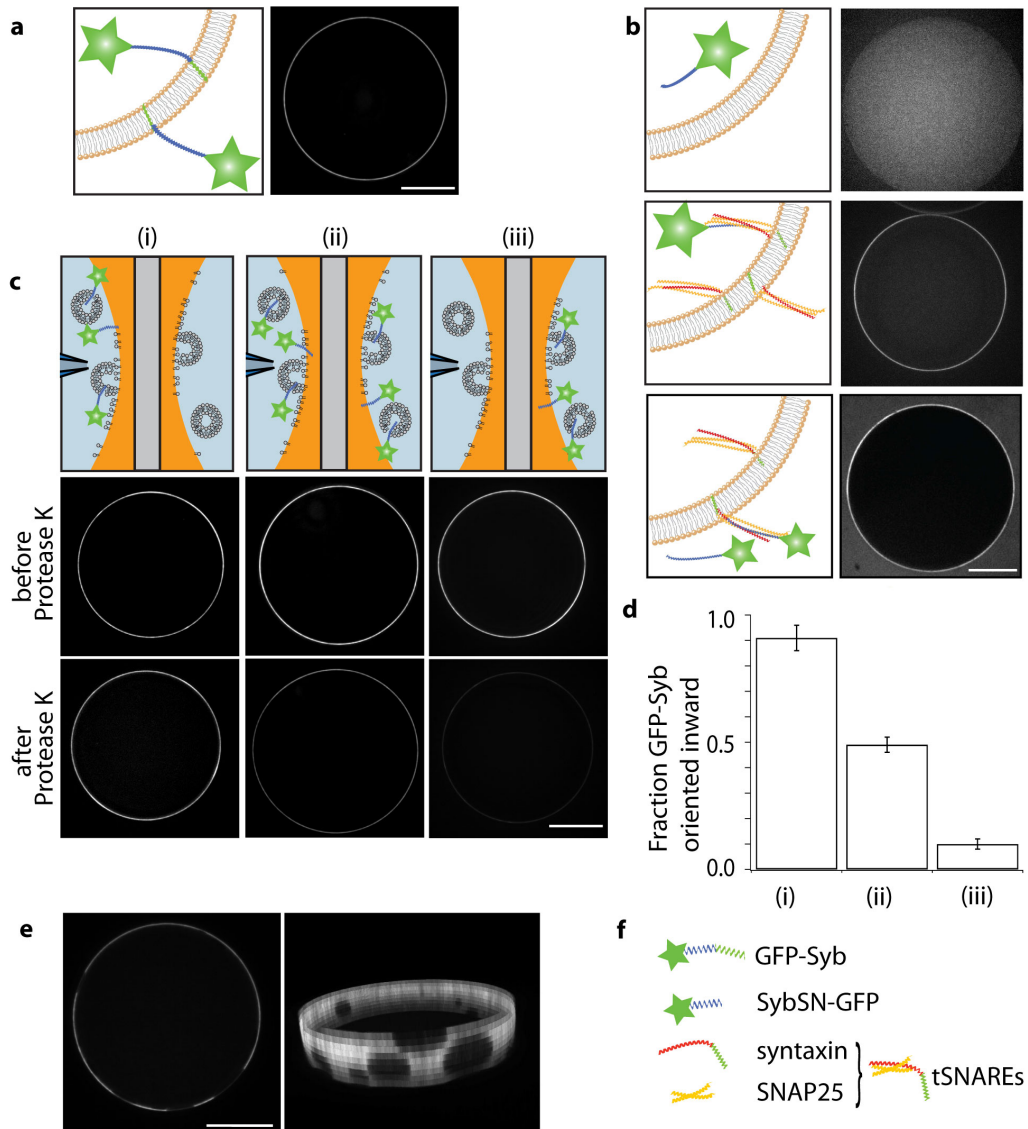 a
b
(i) (ii) (iii)
c
before
Protease K
after
Protease K
d
Fraction GFP-Syb
oriented inward
1.0
0.5
0.0
(i) (ii) (iii)
e
f
GFP-Syb
SybSN-GFP
syntaxin
SNAP25
tSNAREs